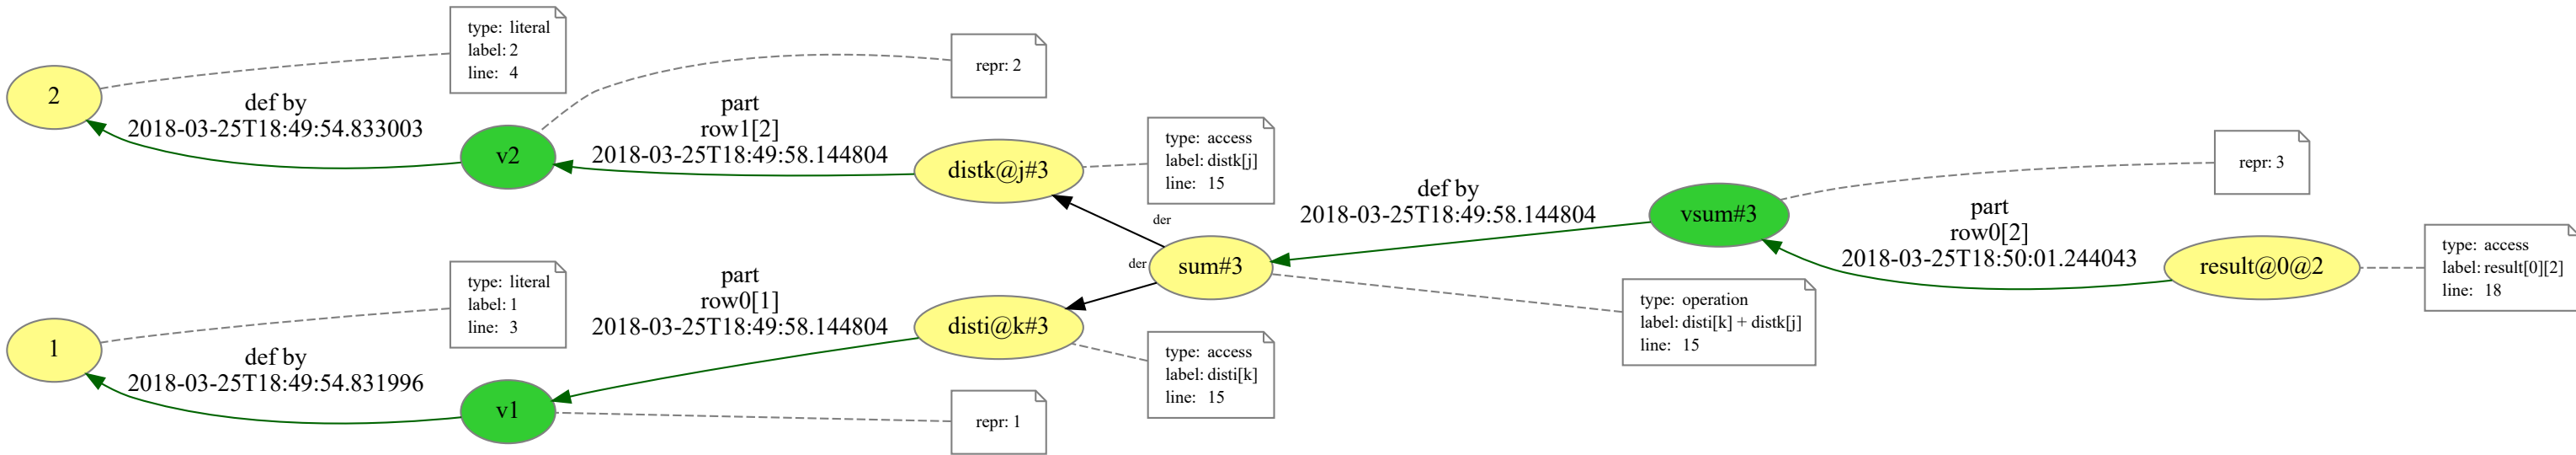 type: literal
label: 2
line: 4
2
def by
2018-03-25T18:49:54.833003
v2
repr: 2
part
row1[2]
2018-03-25T18:49:58.144804
distk@j#3
type: access
label: distk[j]
line: 15
der
der
sum#3
def by
2018-03-25T18:49:58.144804
vsum#3
repr: 3
part
row0[2]
2018-03-25T18:50:01.244043
result@0@2
type: access
label: result[0][2]
line: 18
type: operation
label: disti[k] + distk[j]
line: 15
type: literal
label: 1
line: 3
1
def by
2018-03-25T18:49:54.831996
v1
repr: 1
part
row0[1]
2018-03-25T18:49:58.144804
disti@k#3
type: access
label: disti[k]
line: 15